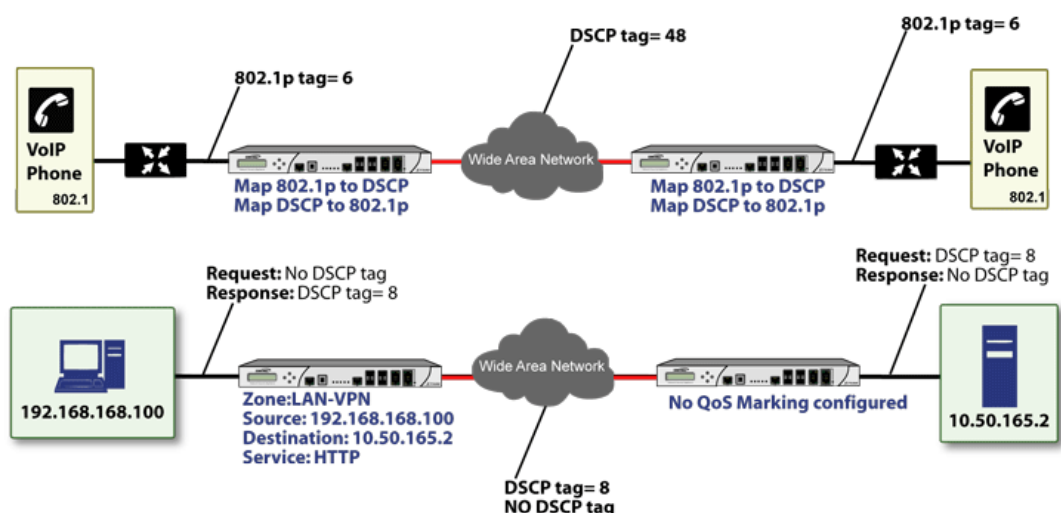 DSCP tag= 48
802.1p tag= 6
802.1p tag= 6
VoIP
Phone
802.1
Wide Area Network
VoIP
Phone
802.1
Map 802.1p to DSCP
Map DSCP to 802.1p
Map 802.1p to DSCP
Map DSCP to 802.1p
Request: No DSCP tag
Response: DSCP tag= 8
Request: DSCP tag= 8
Response: No DSCP tag
Wide Area Network
192.168.168.100
Zone:LAN-VPN
Source: 192.168.168.100
Destination: 10.50.165.2
Service: HTTP
No QoS Marking configured
10.50.165.2
DSCP tag= 8
NO DSCP tag